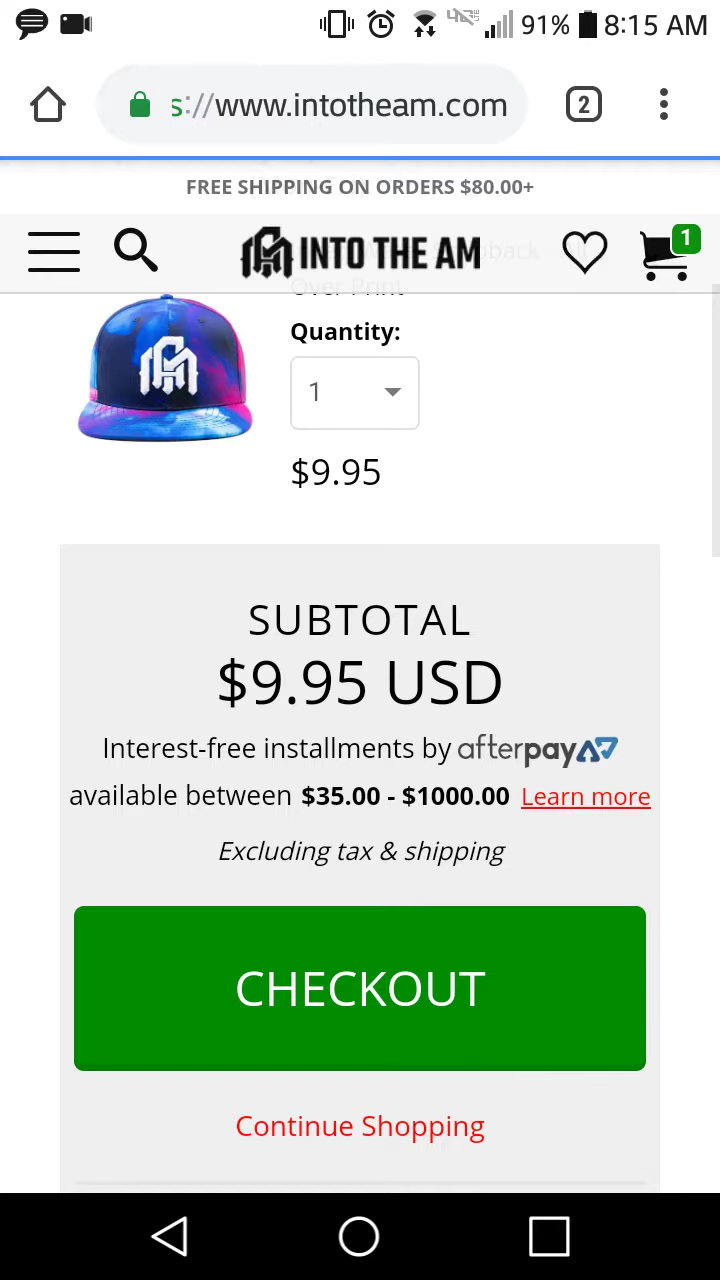 91% 8:15 AM
s://www.intotheam.com
2
FREE SHIPPING ON ORDERS $80.00+
INTO THE AM
1
Over Print
Quantity:
1
$9.95
SUBTOTAL
$9.95 USD
Interest-free installments by afterpay
available between $35.00 - $1000.00 Learn more
Excluding tax & shipping
CHECKOUT
Continue Shopping